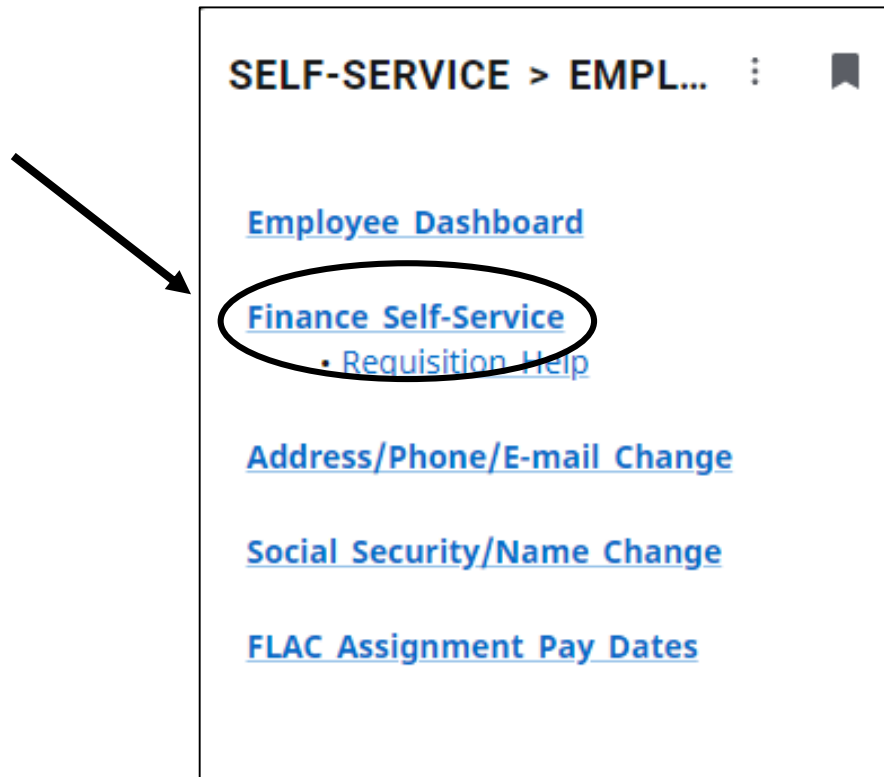 SELF-SERVICE > EMPL...
Employee Dashboard
Finance Self-Service
• Requisition Help
Address/Phone/E-mail Change
Social Security/Name Change
FLAC Assignment Pay Dates